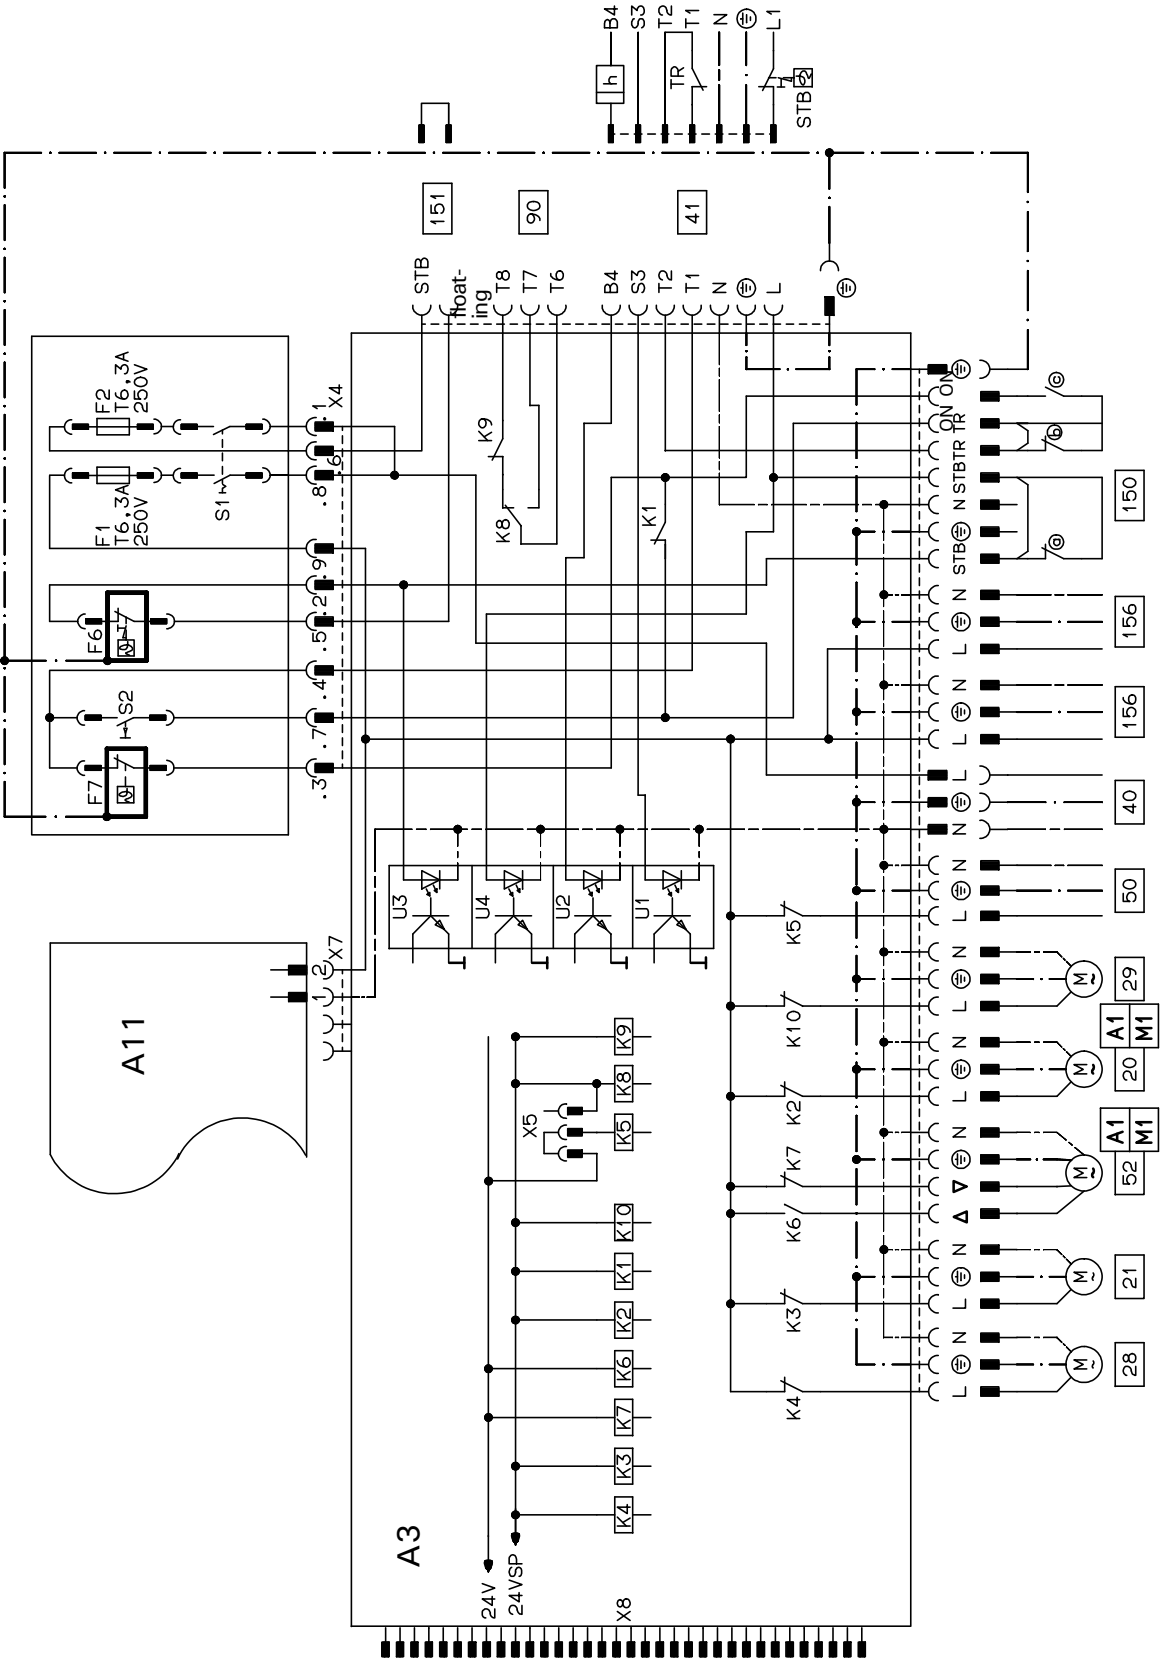 B4
S3
T2
T1
N
L1
h
TR
STB
151
90
41
STB
float-
ing
T8
T7
T6
B4
S3
T2
T1
N
L
F2
T6,3A
250V
F1
T6,3A
250V
S1
F6
S2
F7
X4
.1
.6
.8
.9
.2
.5
.4
.7
.3
K9
K8
K1
ON
ON
TR
TR
STB
N
STB
c
b
a
150
N
L
156
N
L
156
L
N
40
N
L
50
N
L
M
~
29
N
L
M
~
20
A1
M1
N
M
~
52
A1
M1
N
L
M
~
21
N
L
M
~
28
U3
U4
U2
U1
K5
K10
K2
K7
K6
K3
K4
A11
X7
2
1
K9
K8
K5
X5
K10
K1
K2
K6
K7
K3
K4
A3
24V
24VSP
X8